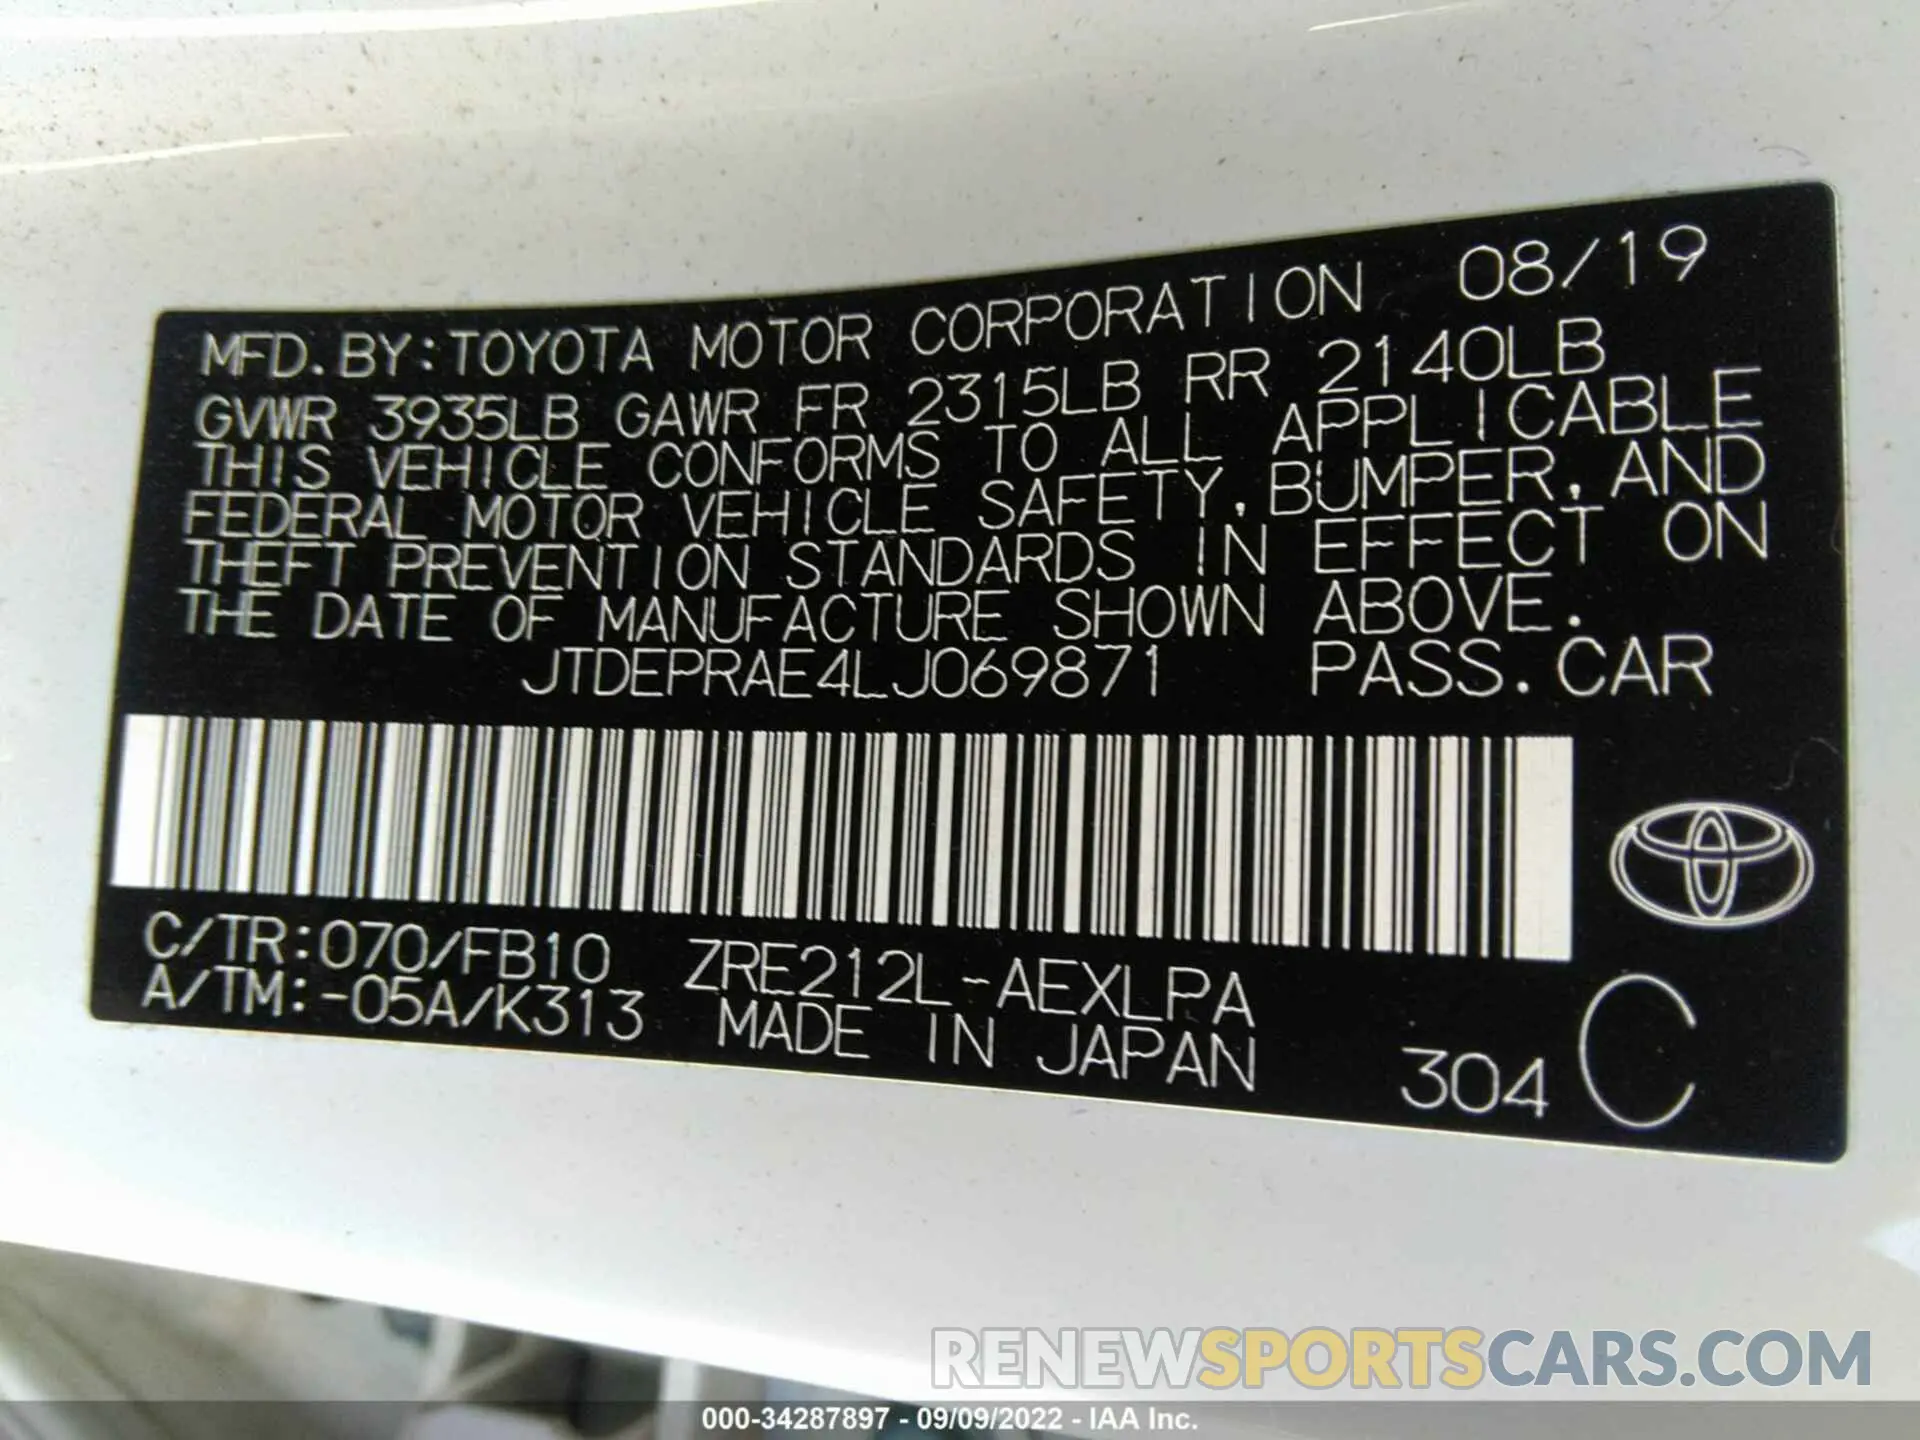 MFD. BY: TOYOTA MOTOR CORPORATION 08/19
GVWR 3935LB GAWR FR 2315LB RR 2140LB
THIS VEHICLE CONFORMS TO ALL APPLICABLE
FEDERAL MOTOR VEHICLE SAFETY, BUMPER, AND
THEFT PREVENTION STANDARDS IN EFFECT ON
THE DATE OF MANUFACTURE SHOWN ABOVE.
JTDEPRAE4LJ069871 PASS. CAR
C/TR: 070/FB10 ZRE212L-AEXLPA
A/TM: -05A/K313 MADE IN JAPAN
304 C
RENEWSPORTSCARS.COM
000-34287897 - 09/09/2022 - IAA Inc.